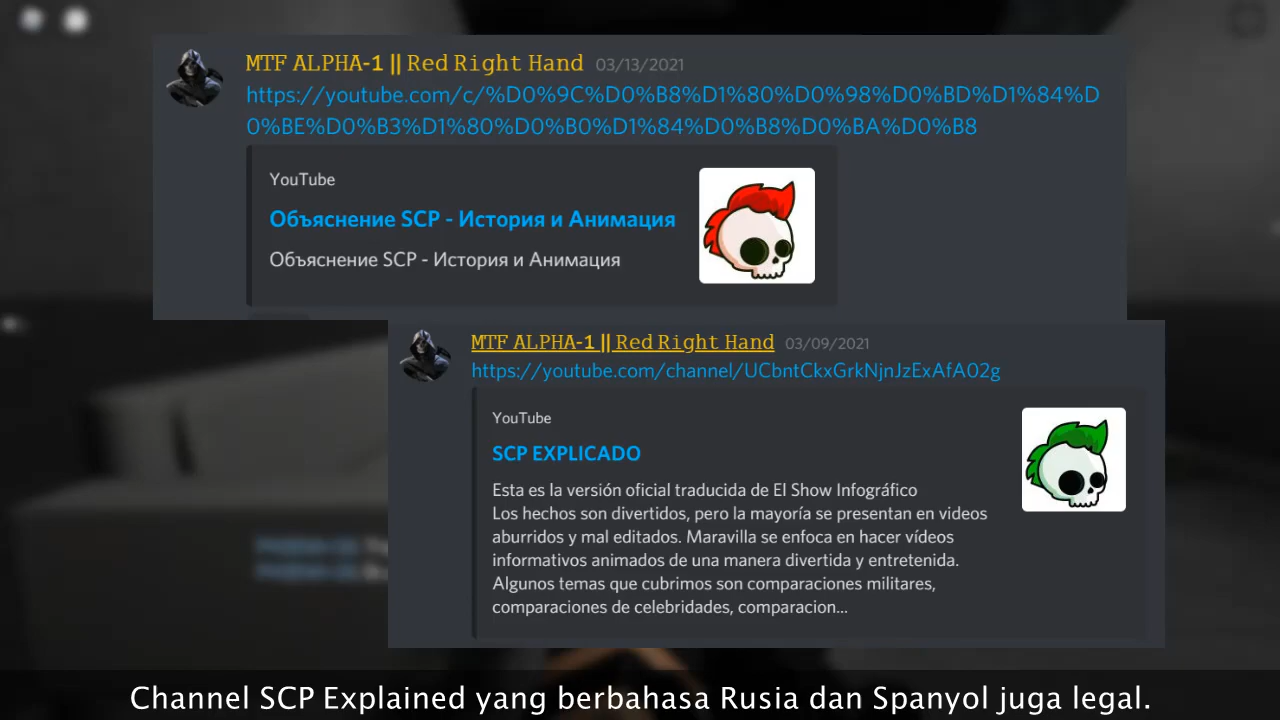 MTF ALPHA-1 || Red Right Hand 03/13/2021
https://youtube.com/c/%D0%9C%D0%B8%D1%80%D0%98%D0%BD%D1%84%D
0%BE%D0%B3%D1%80%D0%B0%D1%84%D0%B8%D0%BA%D0%B8
YouTube
Объяснение SCP - История и Анимация
Объяснение SCP - История и Анимация
MTF ALPHA-1 || Red Right Hand 03/09/2021
https://youtube.com/channel/UCbntCkxGrkNjnJzExAfA02g
YouTube
SCP EXPLICADO
Esta es la versión oficial traducida de El Show Infográfico
Los hechos son divertidos, pero la mayoría se presentan en videos
aburridos y mal editados. Maravilla se enfoca en hacer vídeos
informativos animados de una manera divertida y entretenida.
Algunos temas que cubrimos son comparaciones militares,
comparaciones de celebridades, comparacion...
Channel SCP Explained yang berbahasa Rusia dan Spanyol juga legal.